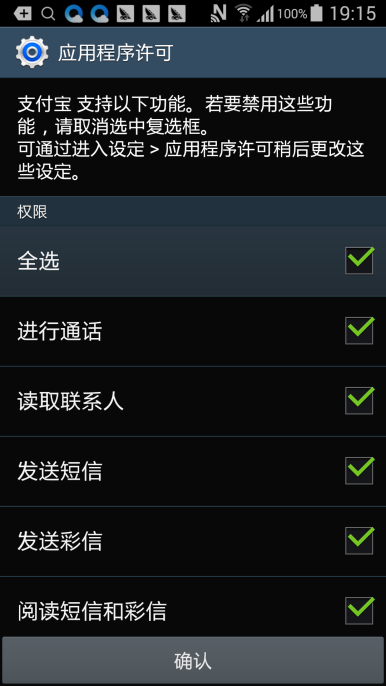 100% 19:15
应用程序许可
支付宝 支持以下功能。若要禁用这些功
能，请取消选中复选框。
可通过进入设定 > 应用程序许可稍后更改这
些设定。
权限
全选
进行通话
读取联系人
发送短信
发送彩信
阅读短信和彩信
确认